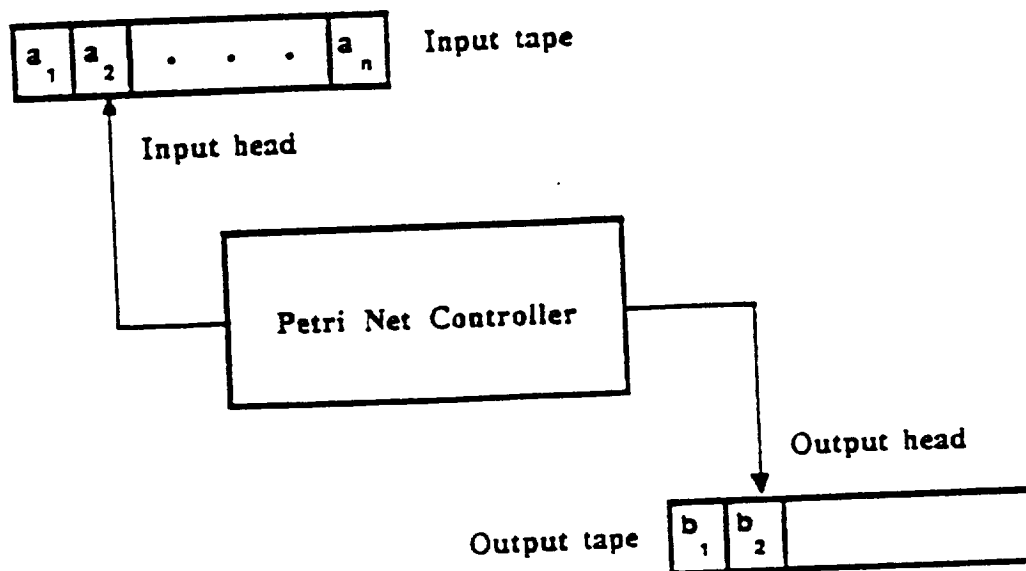 a₁ a₂ . . . aₙ Input tape
Input head
Petri Net Controller
Output head
Output tape b₁ b₂